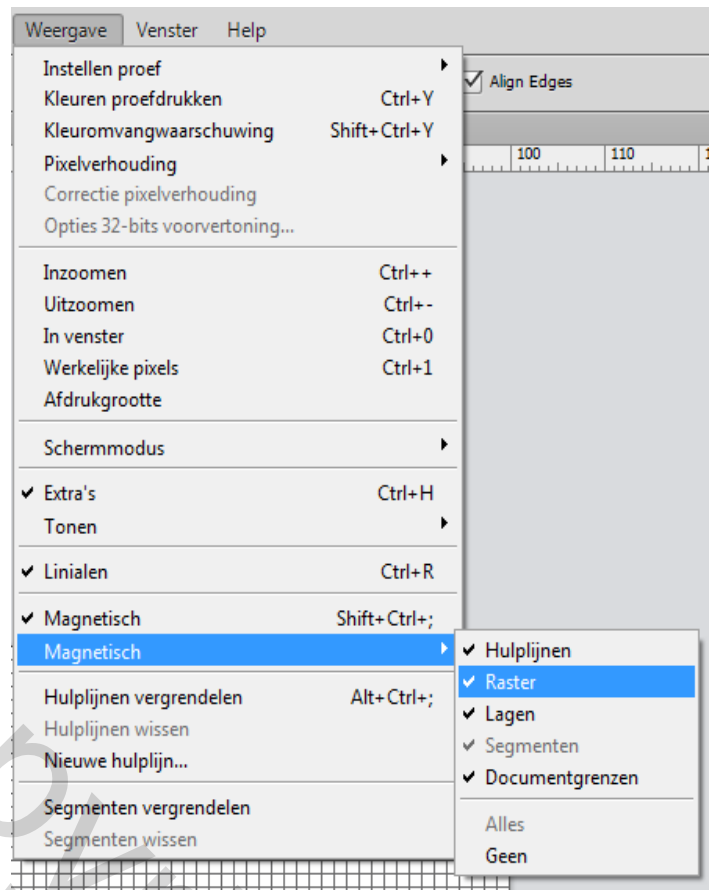 Weergave Venster Help
Align Edges
Instellen proef
Kleuren proefdrukken Ctrl+Y
Kleuromvangwaarschuwing Shift+Ctrl+Y
Pixelverhouding
Correctie pixelverhouding
Opties 32-bits voorvertoning...
100 110
Inzoomen Ctrl++
Uitzoomen Ctrl+-
In venster Ctrl+0
Werkelijke pixels Ctrl+1
Afdrukgrootte
Schermmodus
Extra's Ctrl+H
Tonen
Linialen Ctrl+R
Magnetisch Shift+Ctrl+;
Magnetisch
Hulplijnen vergrendelen Alt+Ctrl+;
Hulplijnen wissen
Nieuwe hulplijn...
Segmenten vergrendelen
Segmenten wissen
Hulplijnen
Raster
Lagen
Segmenten
Documentgrenzen
Alles
Geen